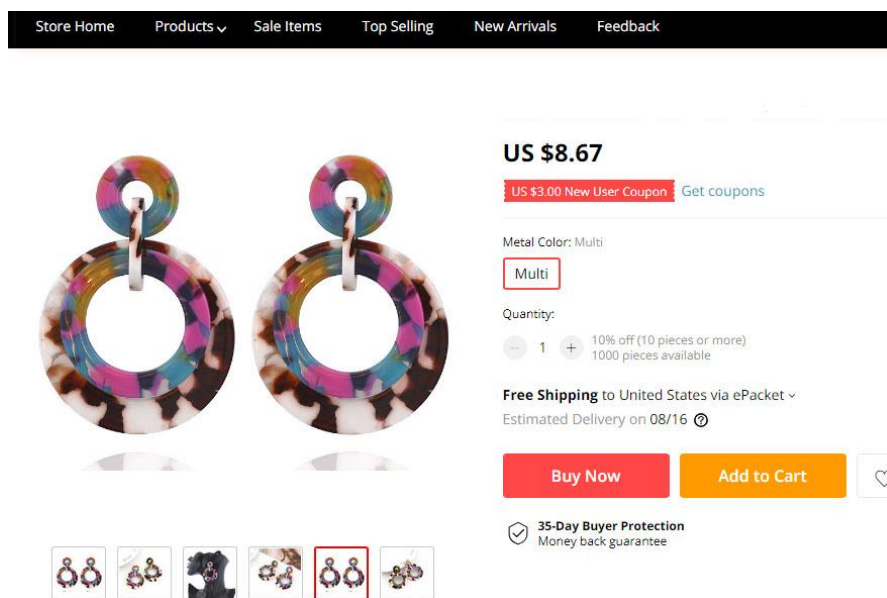 Store Home Products Sale Items Top Selling New Arrivals Feedback
US $8.67
US $3.00 New User Coupon Get coupons
Metal Color: Multi
Multi
Quantity:
1 10% off (10 pieces or more)
1000 pieces available
Free Shipping to United States via ePacket
Estimated Delivery on 08/16
Buy Now Add to Cart
35-Day Buyer Protection
Money back guarantee